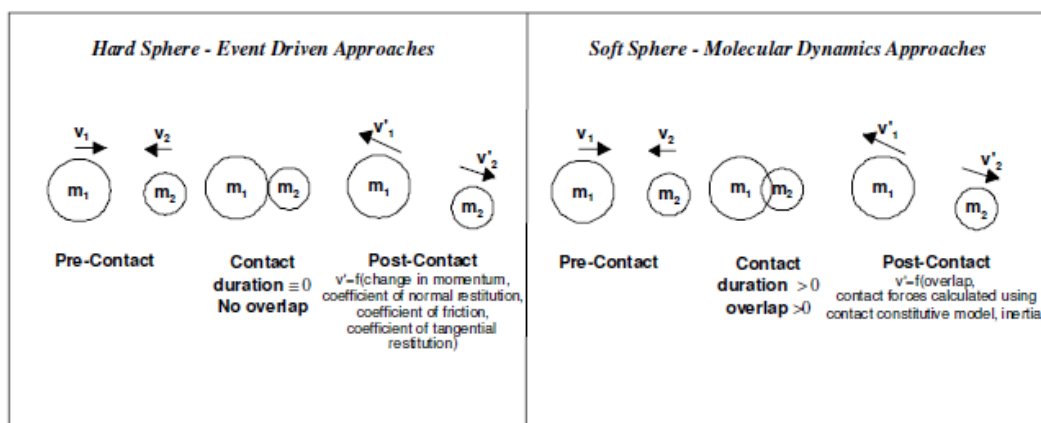 Hard Sphere - Event Driven Approaches
v₁
v₂
v'₁
v'₂
m₁
m₂
m₁
m₂
m₁
m₂
Pre-Contact
Contact
duration ≡ 0
No overlap
Post-Contact
v'=f(change in momentum,
coefficient of normal restitution,
coefficient of friction,
coefficient of tangential
restitution)
Soft Sphere - Molecular Dynamics Approaches
v₁
v₂
v'₁
v'₂
m₁
m₂
m₁
m₂
m₁
m₂
Pre-Contact
Contact
duration >0
overlap >0
Post-Contact
v'=f(overlap,
contact forces calculated using
contact constitutive model, inertia